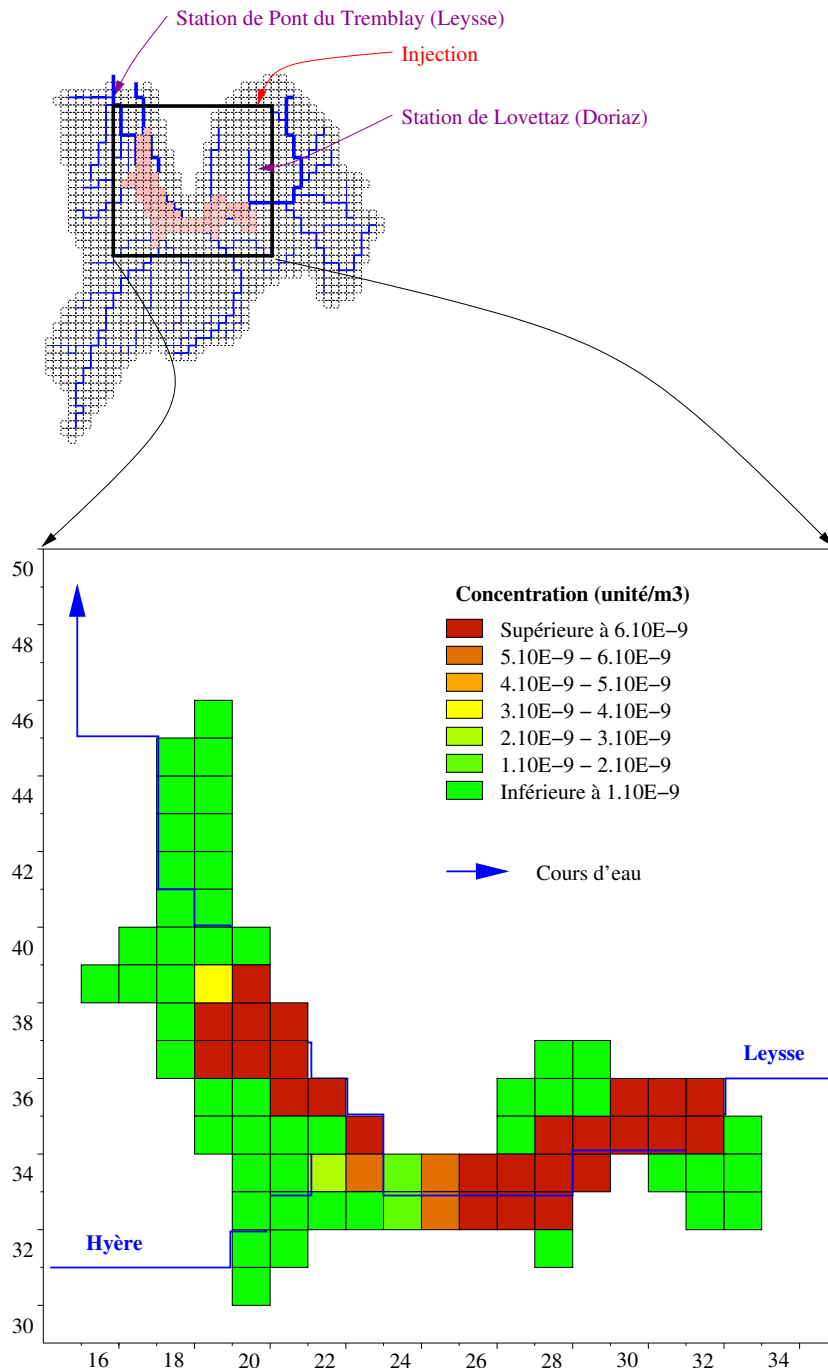 Station de Pont du Tremblay (Leysse)
Injection
Station de Lovettaz (Doriaz)
Concentration (unité/m3)
Supérieure à 6.10E−9
5.10E−9 − 6.10E−9
4.10E−9 − 5.10E−9
3.10E−9 − 4.10E−9
2.10E−9 − 3.10E−9
1.10E−9 − 2.10E−9
Inférieure à 1.10E−9
Cours d'eau
Leysse
Hyère
50
48
46
44
42
40
38
36
34
32
30
16 18 20 22 24 26 28 30 32 34